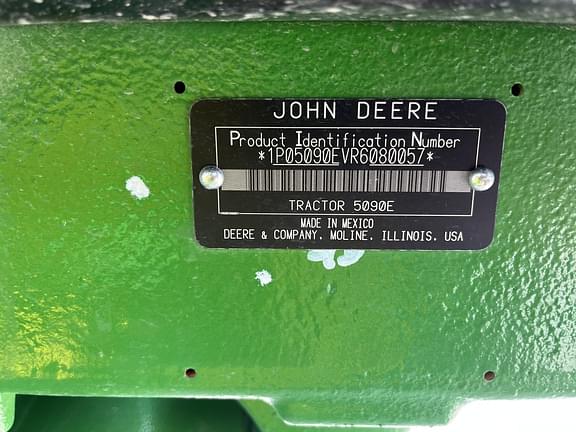 JOHN DEERE
Product Identification Number
*1P05090EVR6080057*
TRACTOR 5090E
MADE IN MEXICO
DEERE & COMPANY, MOLINE, ILLINOIS, USA